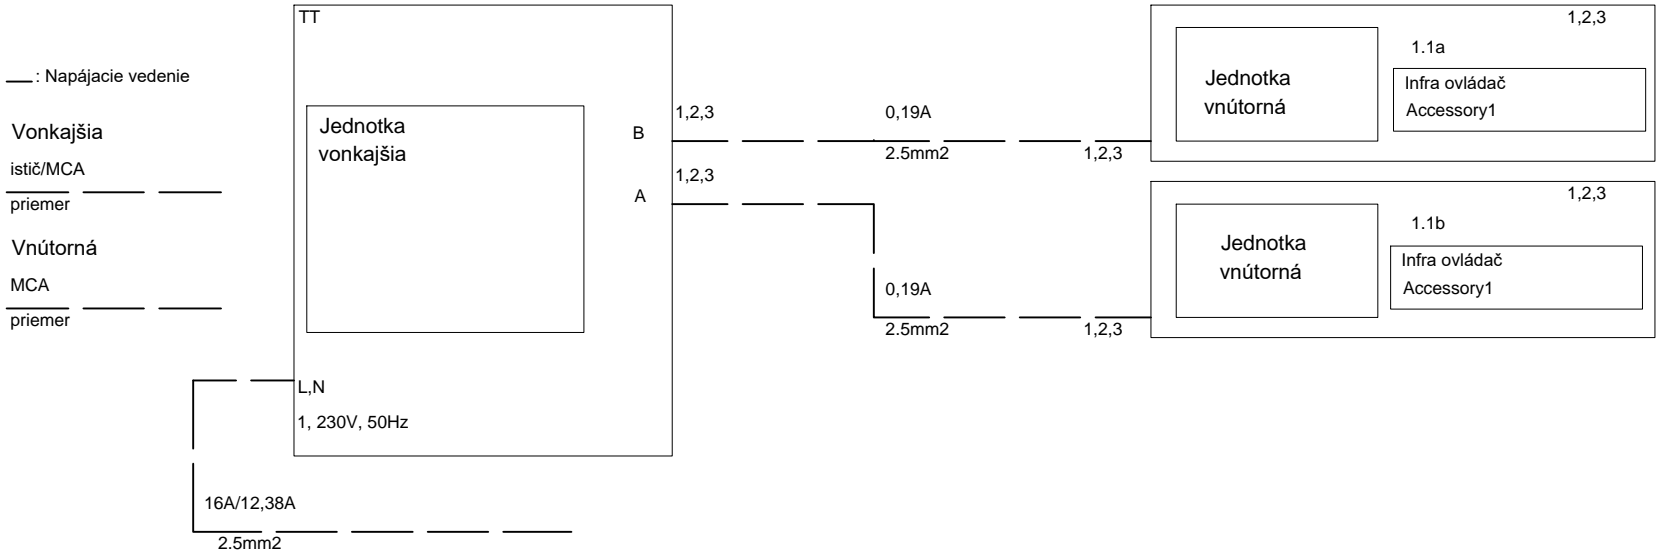 TT
: Napájacie vedenie
Vonkajšia
istič/MCA
priemer
Vnútorná
MCA
priemer
Jednotka
vonkajšia
B
A
L,N
1, 230V, 50Hz
16A/12,38A
2.5mm2
1,2,3
0,19A
2.5mm2
1,2,3
1,2,3
0,19A
2.5mm2
1,2,3
1,2,3
1.1a
Jednotka
vnútorná
Infra ovládač
Accessory1
1,2,3
1.1b
Jednotka
vnútorná
Infra ovládač
Accessory1